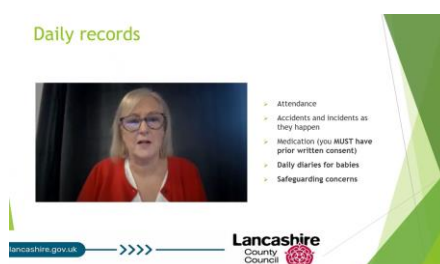 Daily records
Attendance
Accidents and incidents as
they happen
Medication (you MUST have
prior written consent)
Daily diaries for babies
Safeguarding concerns
lancashire.gov.uk
Lancashire
County
Council